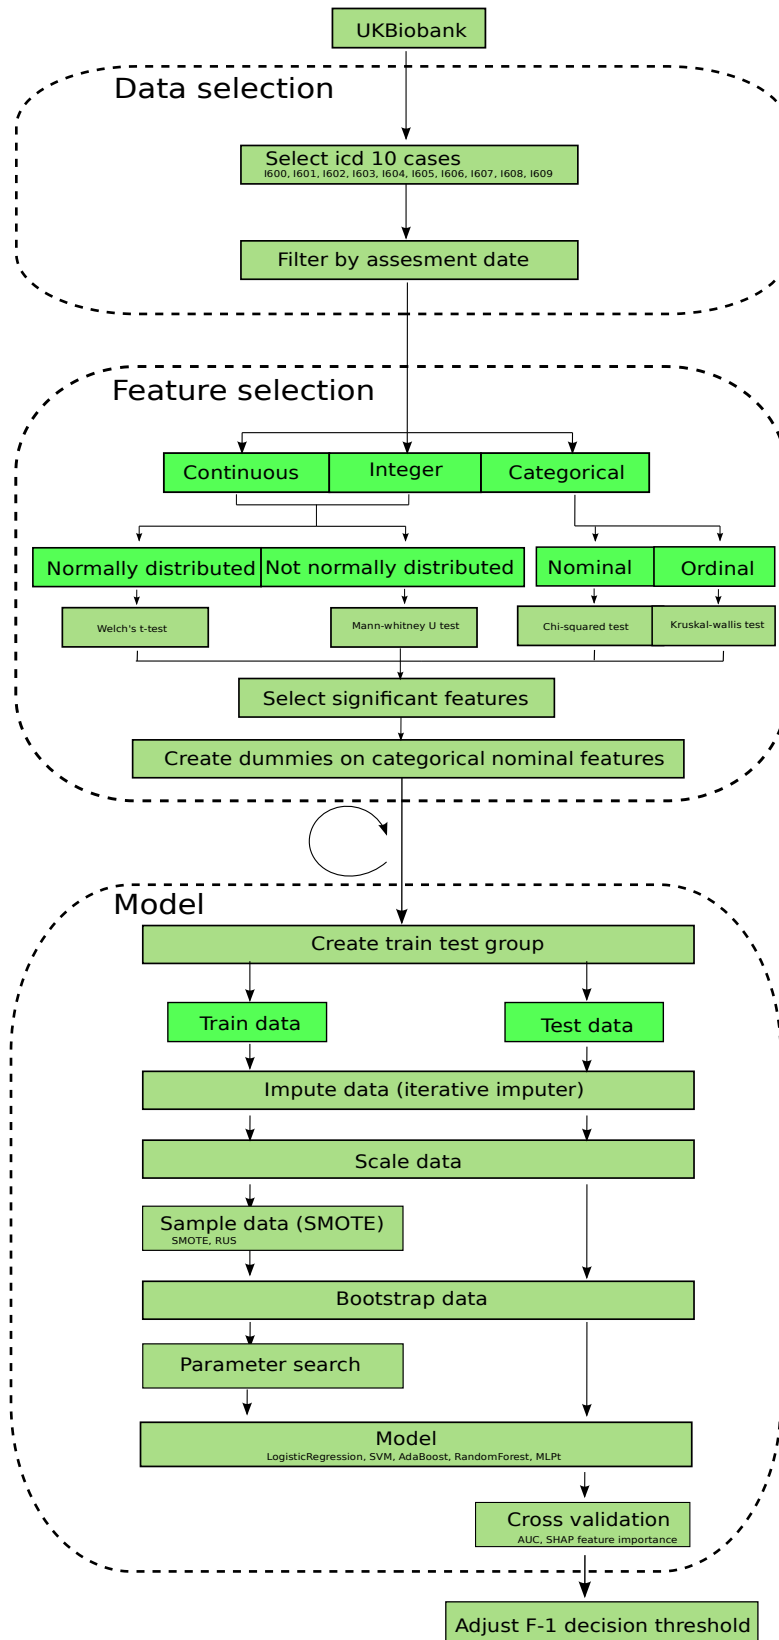 UKBiobank
Data selection
Select icd 10 cases
I600, I601, I602, I603, I604, I605, I606, I607, I608, I609
Filter by assesment date
Feature selection
Continuous
Integer
Categorical
Normally distributed
Not normally distributed
Nominal
Ordinal
Welch's t-test
Mann-whitney U test
Chi-squared test
Kruskal-wallis test
Select significant features
Create dummies on categorical nominal features
Model
Create train test group
Train data
Test data
Impute data (iterative imputer)
Scale data
Sample data (SMOTE)
SMOTE, RUS
Bootstrap data
Parameter search
Model
LogisticRegression, SVM, AdaBoost, RandomForest, MLPt
Cross validation
AUC, SHAP feature importance
Adjust F-1 decision threshold